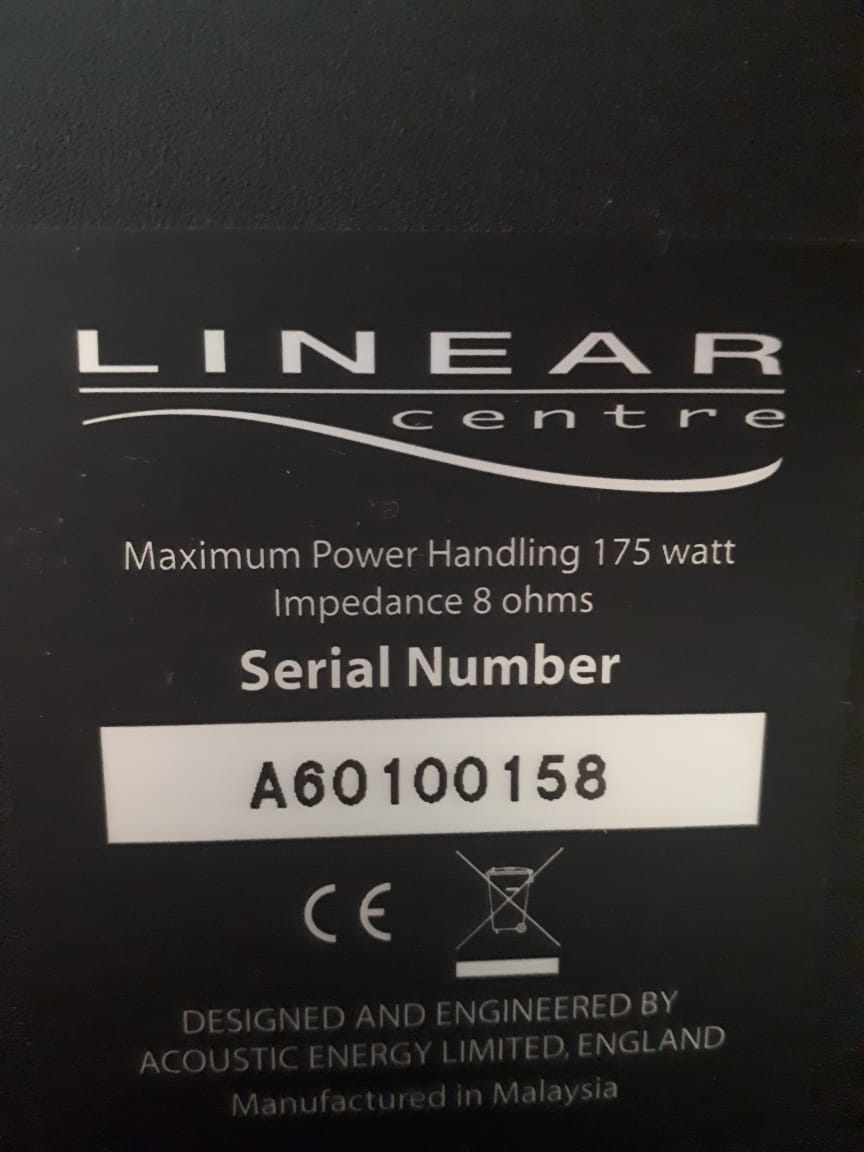 LINEAR
centre
Maximum Power Handling 175 watt
Impedance 8 ohms
Serial Number
A60100158
CE
DESIGNED AND ENGINEERED BY
ACOUSTIC ENERGY LIMITED, ENGLAND
Manufactured in Malaysia